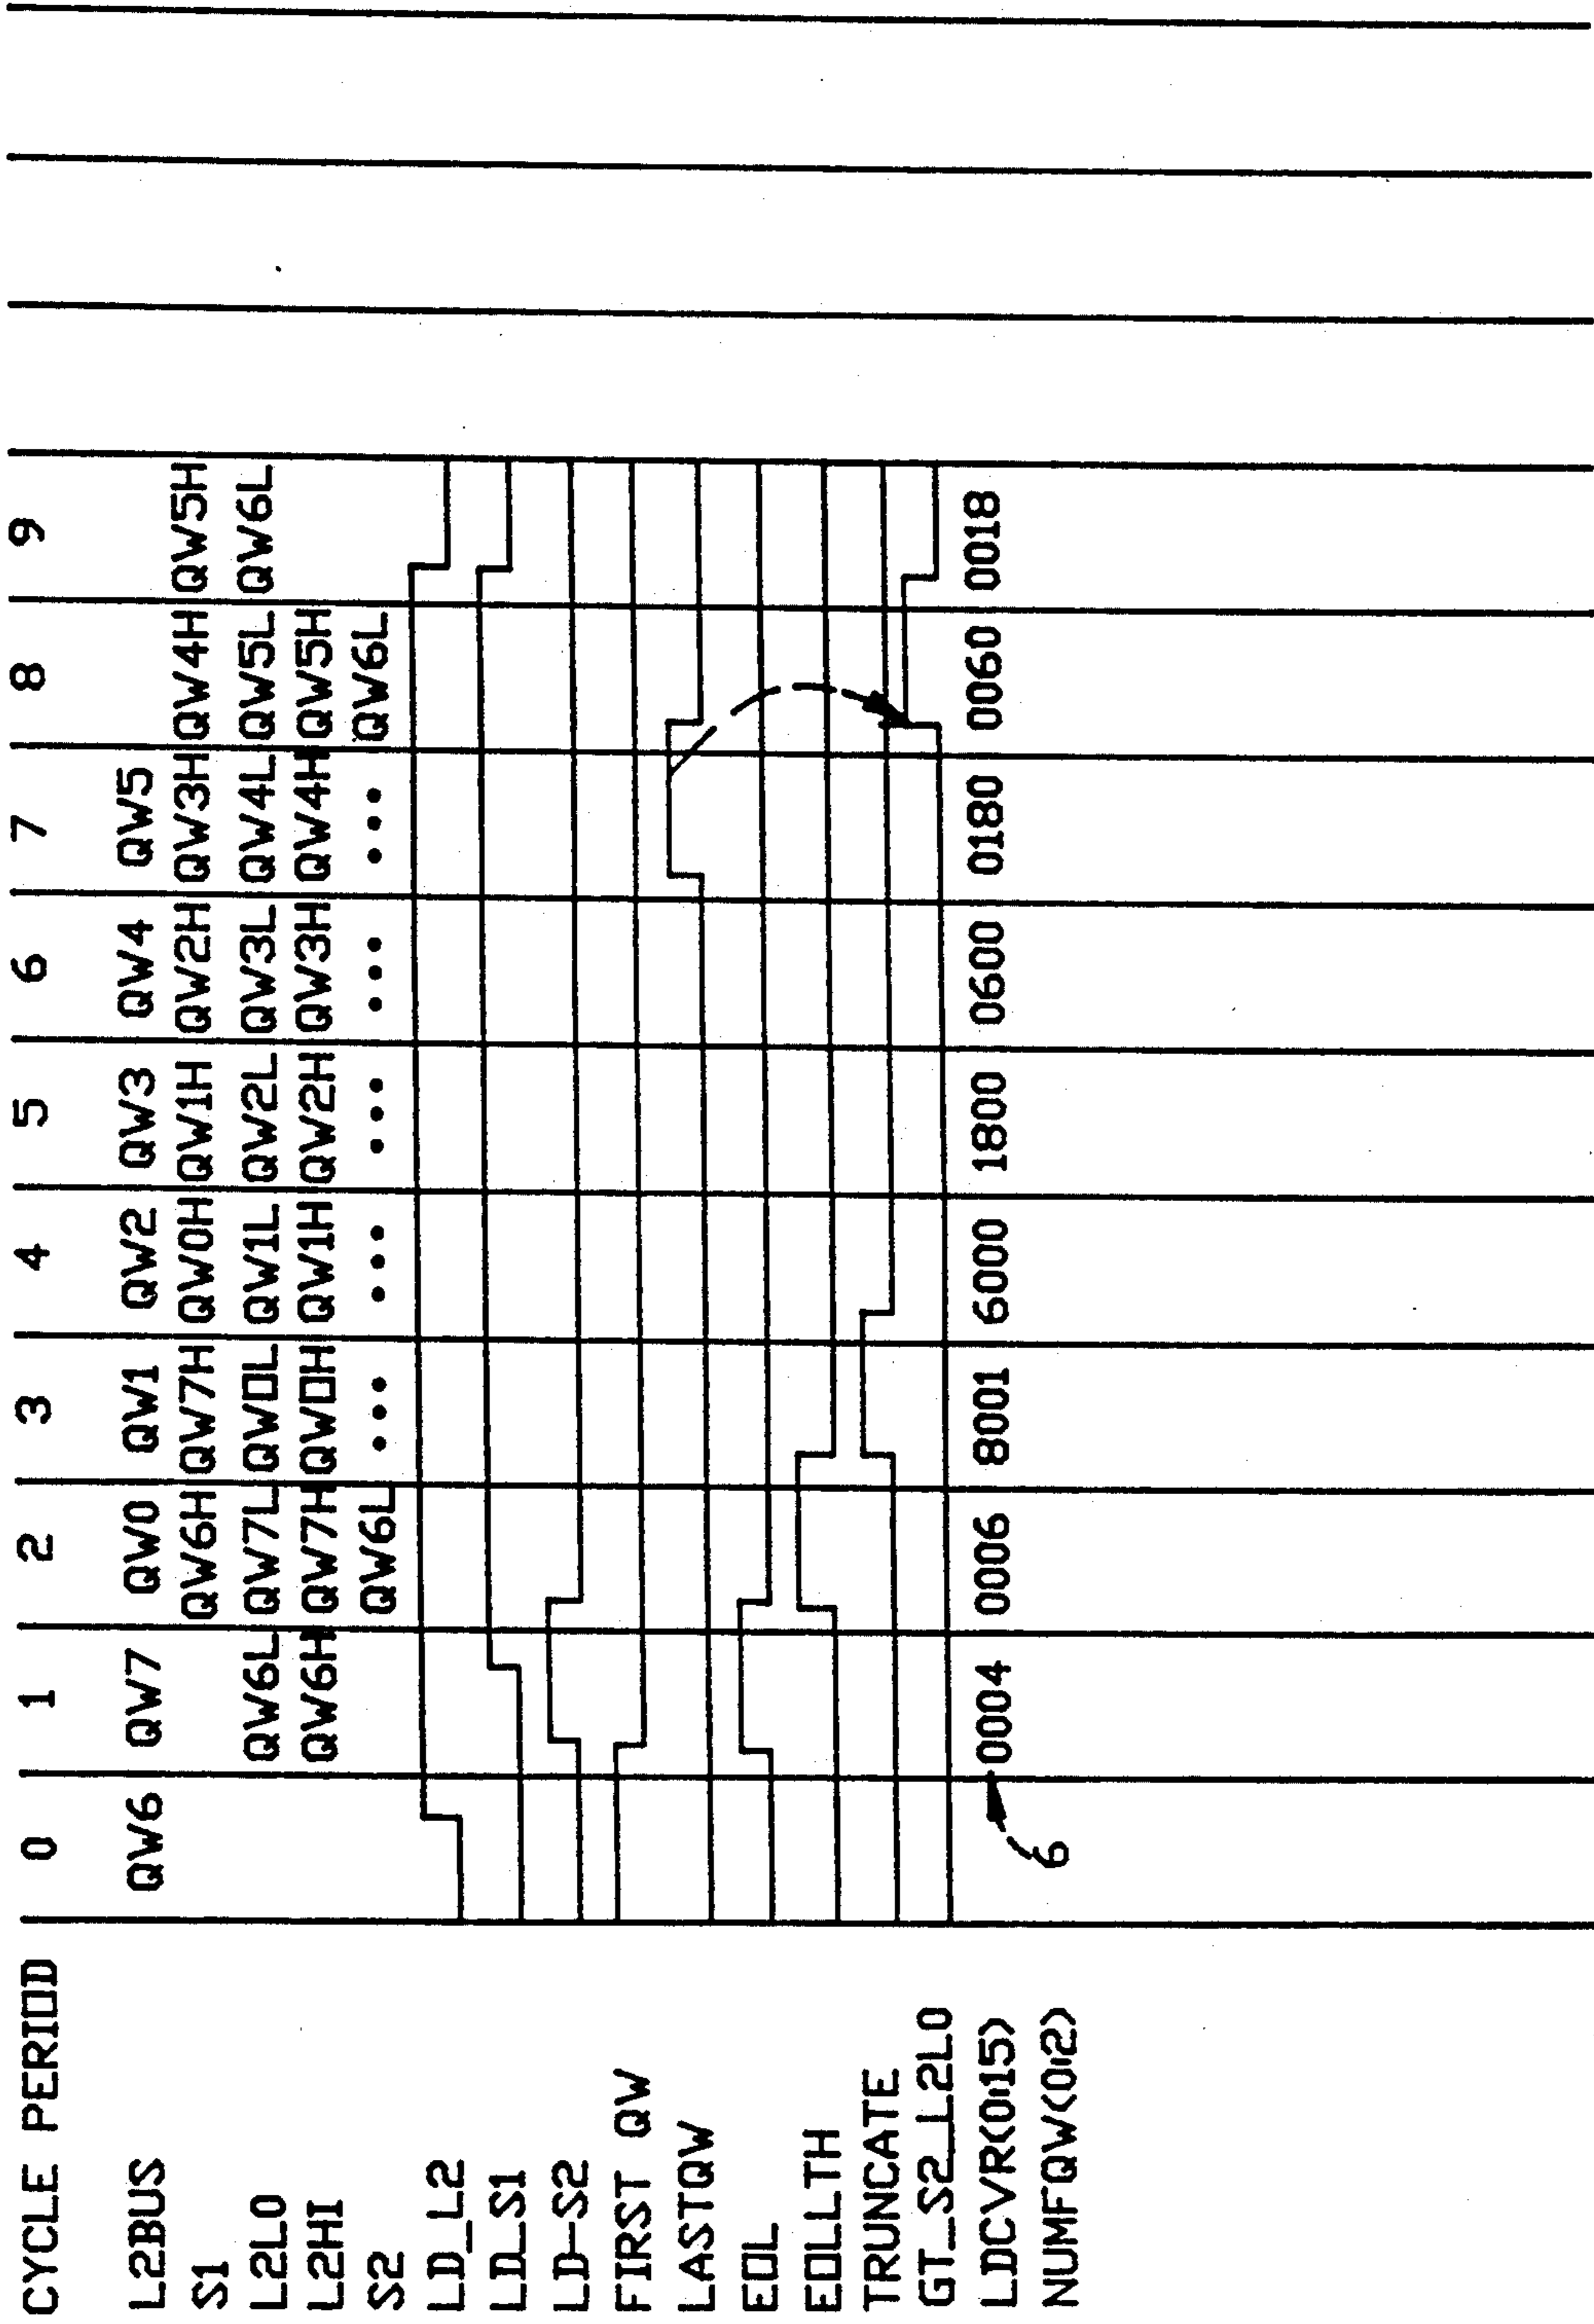 CYCLE PERIOD 0 1 2 3 4 5 6 7 8 9
L2BUS QW6 QW7 QW0 QW1 QW2 QW3 QW4 QW5
S1 QW6H QW7H QW0H QW1H QW2H QW3H QW4H QW5H
L2LO QW6L QW7L QW0L QW1L QW2L QW3L QW4L QW5L QW6L
L2HI QW6H QW7H QW0H QW1H QW2H QW3H QW4H QW5H
S2 QW6L ... ... ... ... ... QW6L
LD_L2
LD_S1
LD-S2
FIRST QW
LASTQW
EOL
EOLLTH
TRUNCATE
GT_S2_L2LO
LDCVR(0:15) 0004 0006 8001 6000 1800 0600 0180 0060 0018
NUMFQW(0:2) 6